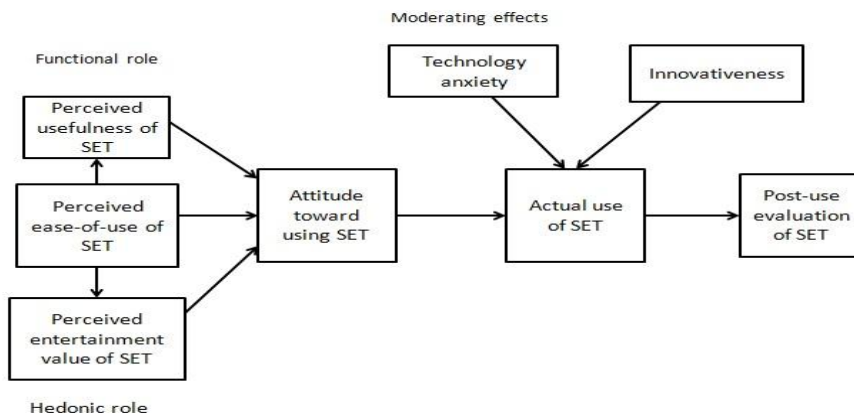 Moderating effects
Functional role
Technology
anxiety
Innovativeness
Perceived
usefulness of
SET
Perceived
ease-of-use of
SET
Attitude
toward
using SET
Actual use
of SET
Post-use
evaluation
of SET
Perceived
entertainment
value of SET
Hedonic role